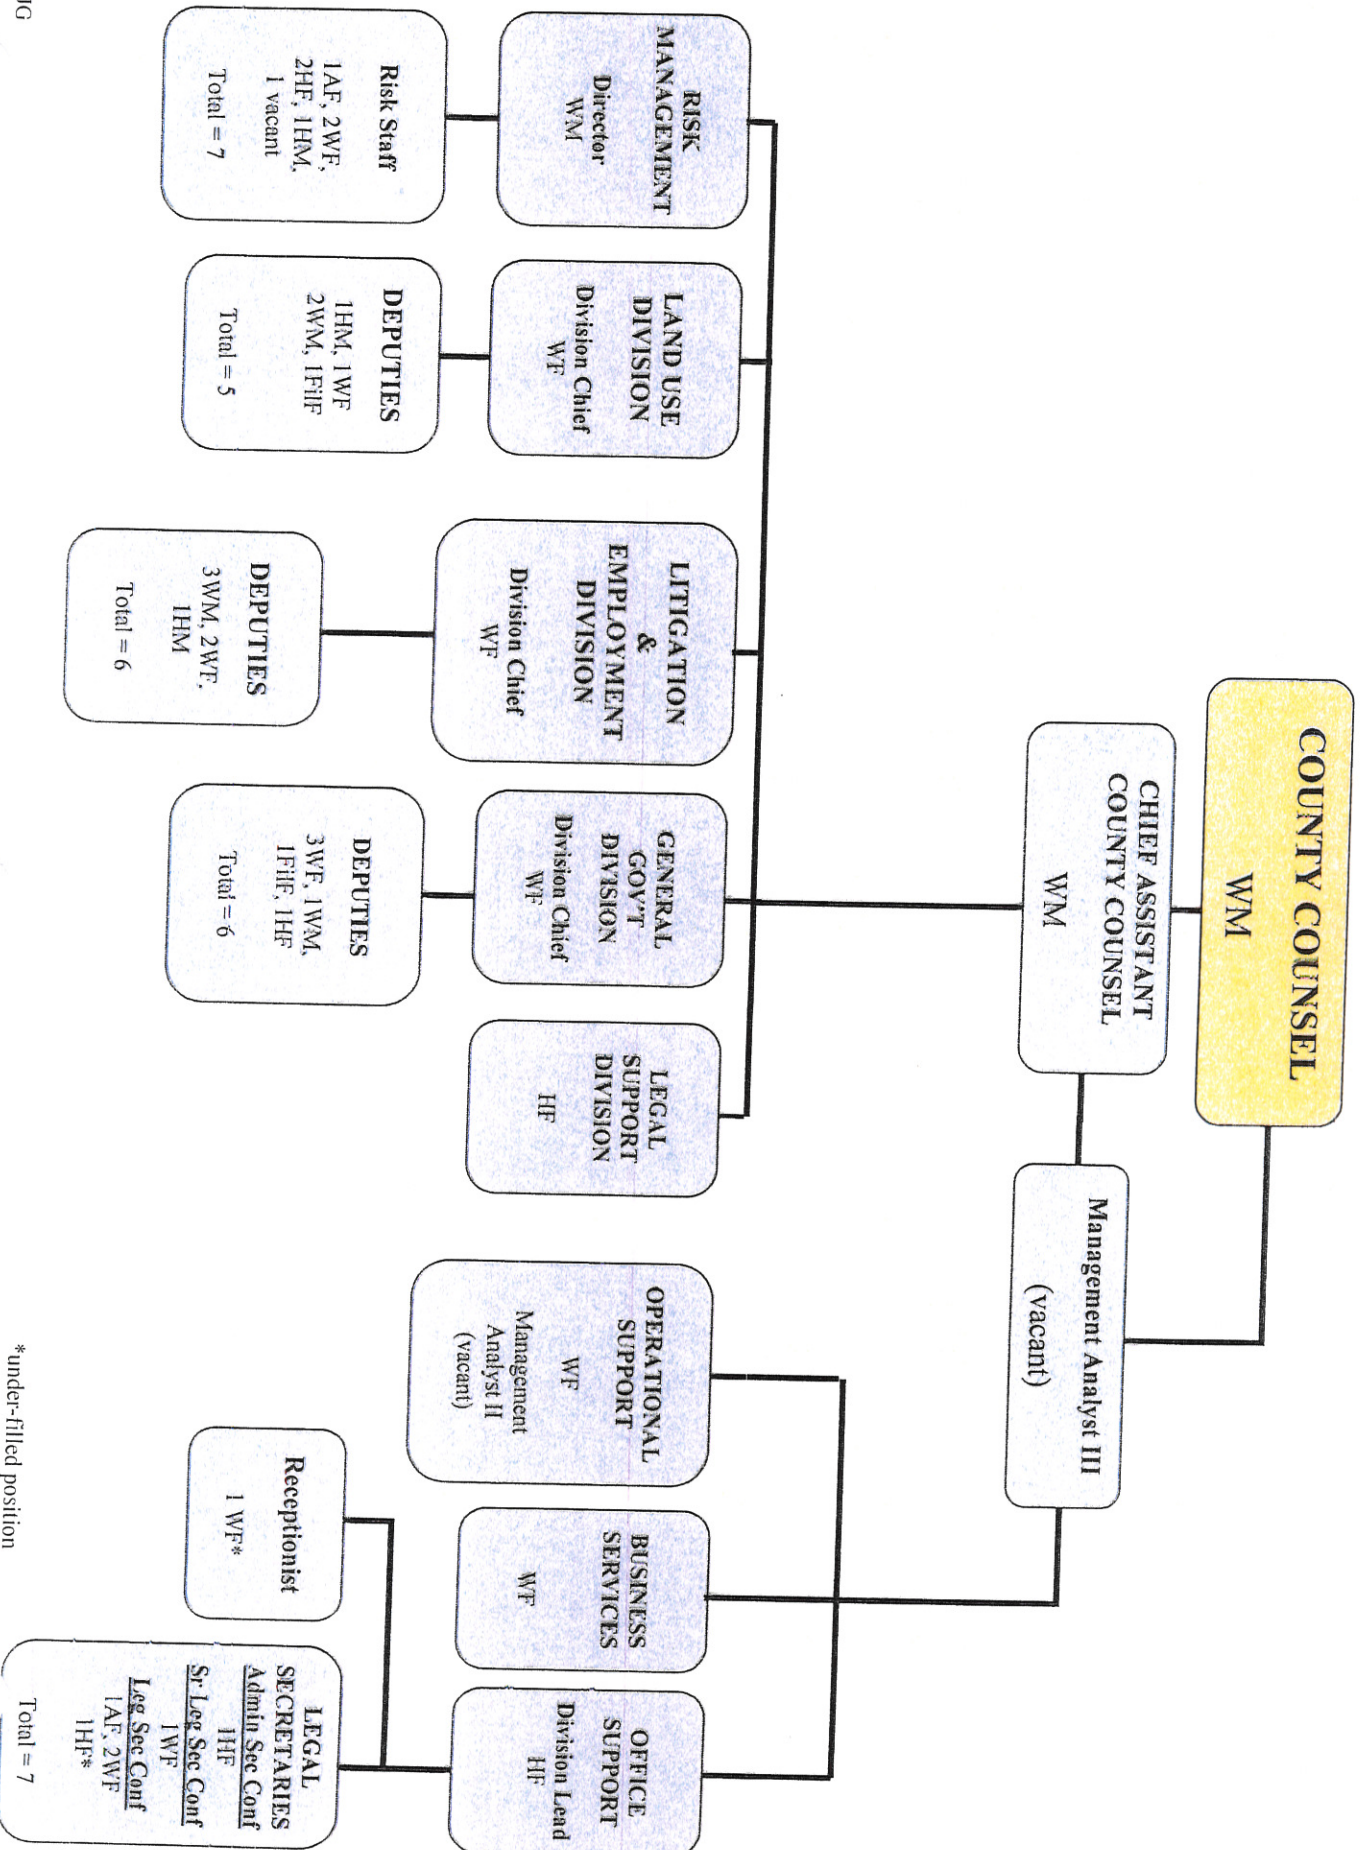 COUNTY COUNSEL
WM
CHIEF ASSISTANT
COUNTY COUNSEL
WM
Management Analyst III
(vacant)
RISK
MANAGEMENT
Director
WM
LAND USE
DIVISION
Division Chief
WF
LITIGATION
&
EMPLOYMENT
DIVISION
Division Chief
WF
GENERAL
GOV'T
DIVISION
Division Chief
WF
LEGAL
SUPPORT
DIVISION
HF
OPERATIONAL
SUPPORT
WF
Management
Analyst II
(vacant)
BUSINESS
SERVICES
WF
OFFICE
SUPPORT
Division Lead
HF
Risk Staff
1AF, 2WF,
2HF, 1HM,
1 vacant
Total = 7
DEPUTIES
1HM, 1WF
2WM, 1FilF
Total = 5
DEPUTIES
3WM, 2WF,
1HM
Total = 6
DEPUTIES
3WF, 1WM,
1FilF, 1HF
Total = 6
Receptionist
1 WF*
LEGAL
SECRETARIES
Admin Sec Conf
1HF
Sr Leg Sec Conf
1WF
Leg Sec Conf
1AF, 2WF
1HF*
Total = 7
*under-filled position